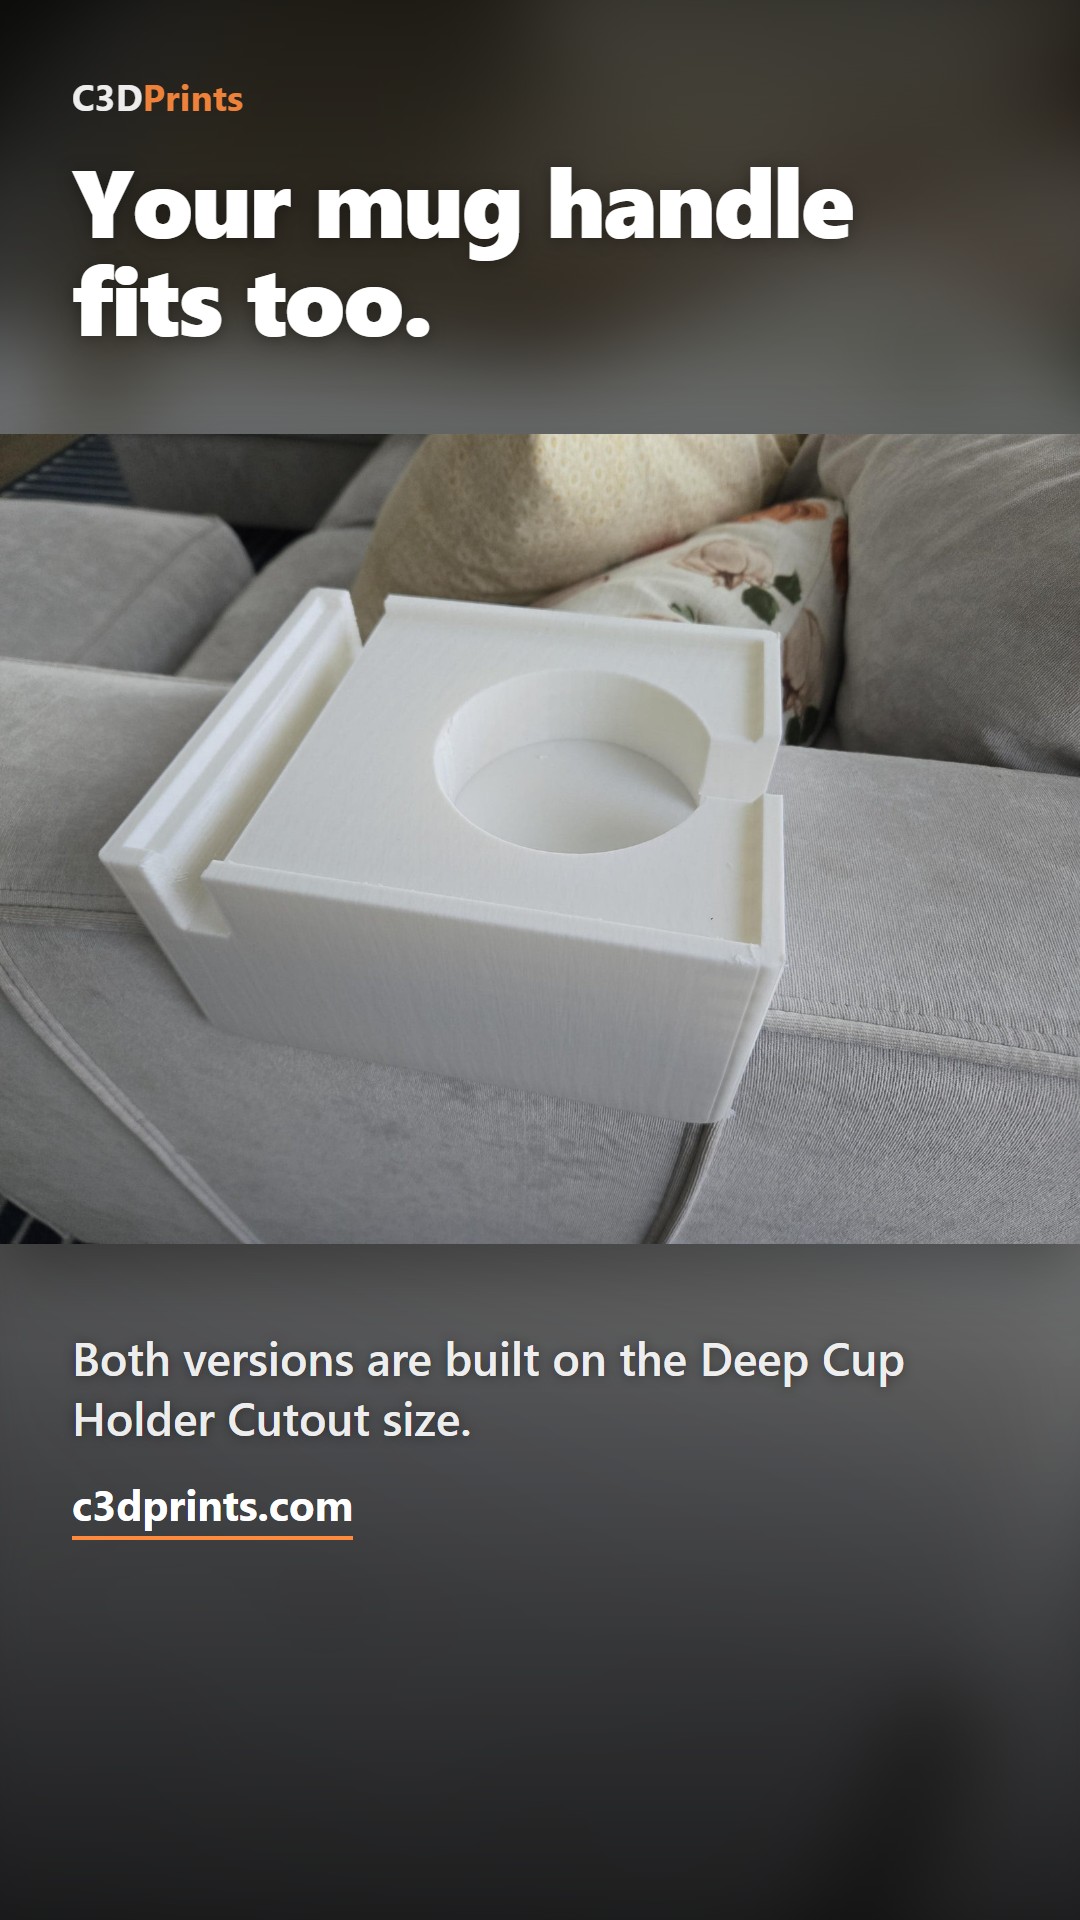 C3DPrints
Your mug handle
fits too.
Both versions are built on the Deep Cup
Holder Cutout size.
c3dprints.com